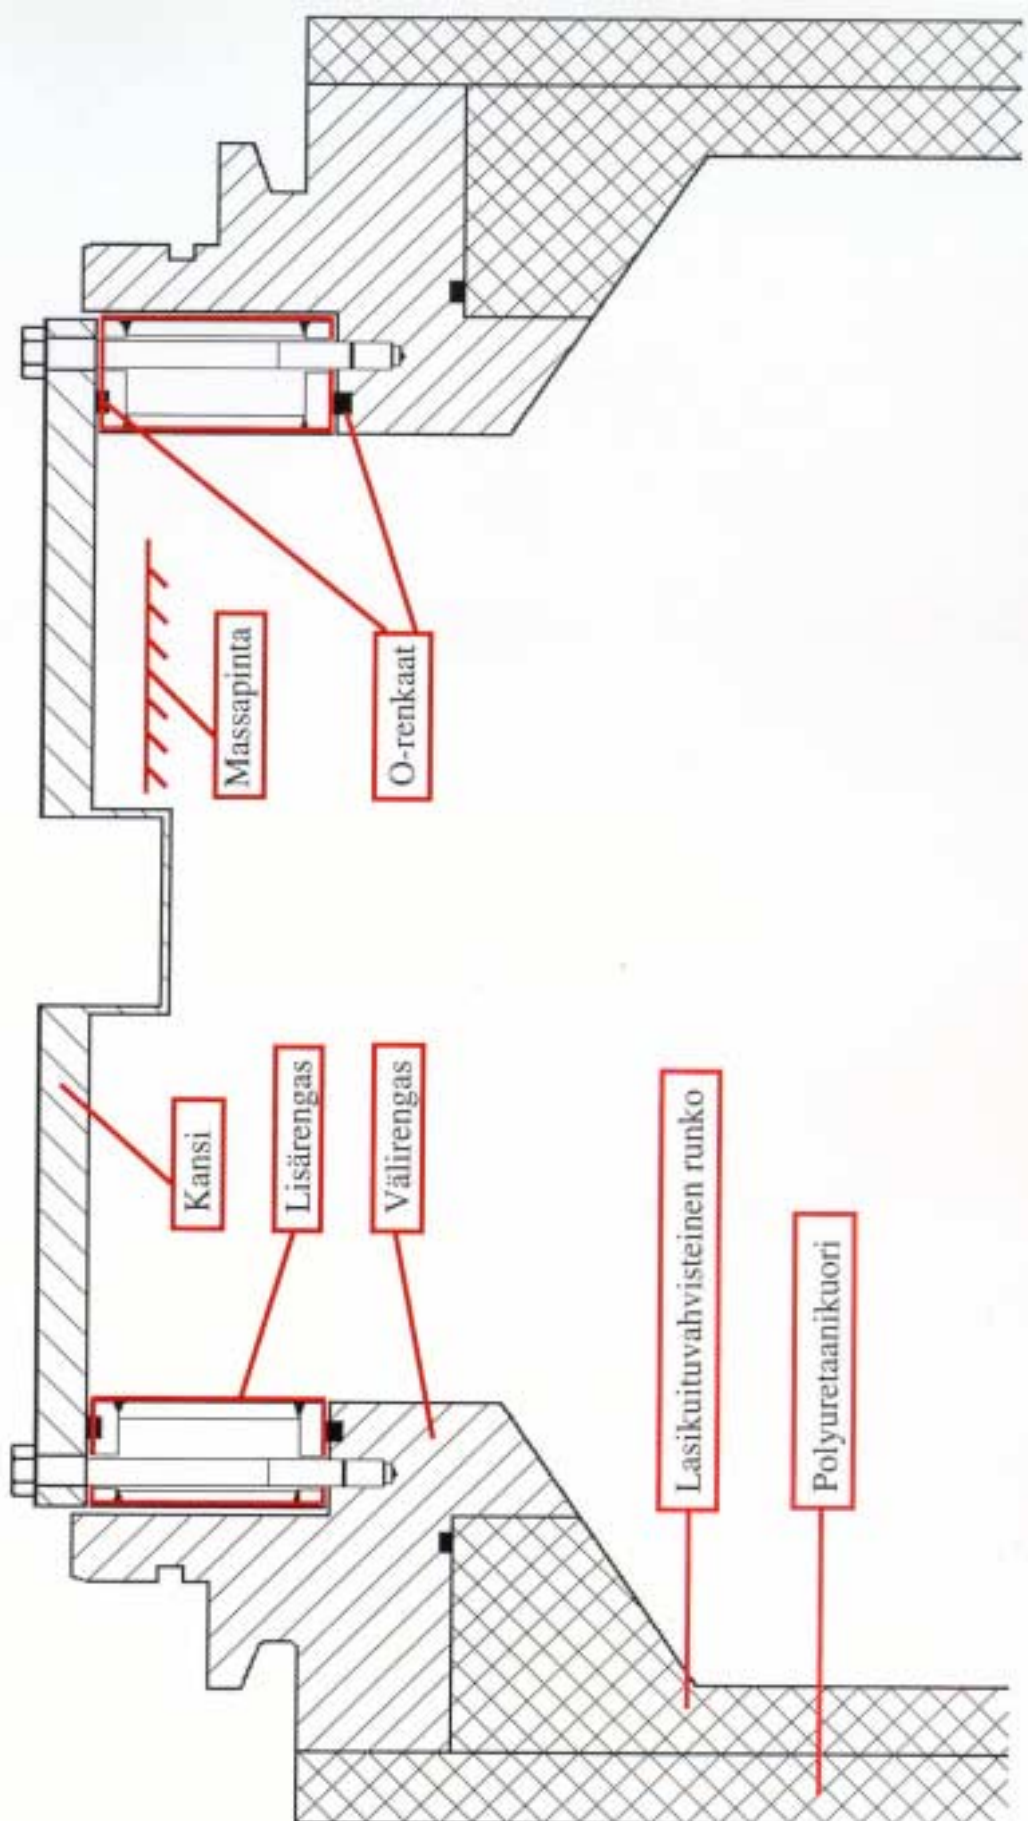 Kansi
Lisärengas
Välirengas
Lasikuituvahvisteinen runko
Polyuretaanikuori
Massapinta
O-renkaat